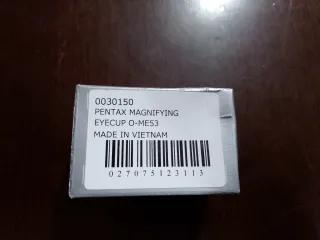 0030150
PENTAX MAGNIFYING
EYECUP O-ME53
MADE IN VIETNAM
027075123113